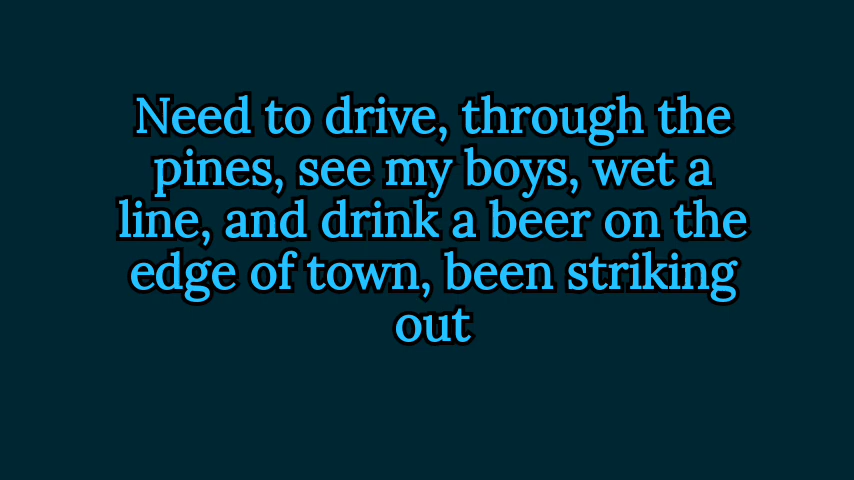 Need to drive, through the
pines, see my boys, wet a
line, and drink a beer on the
edge of town, been striking
out